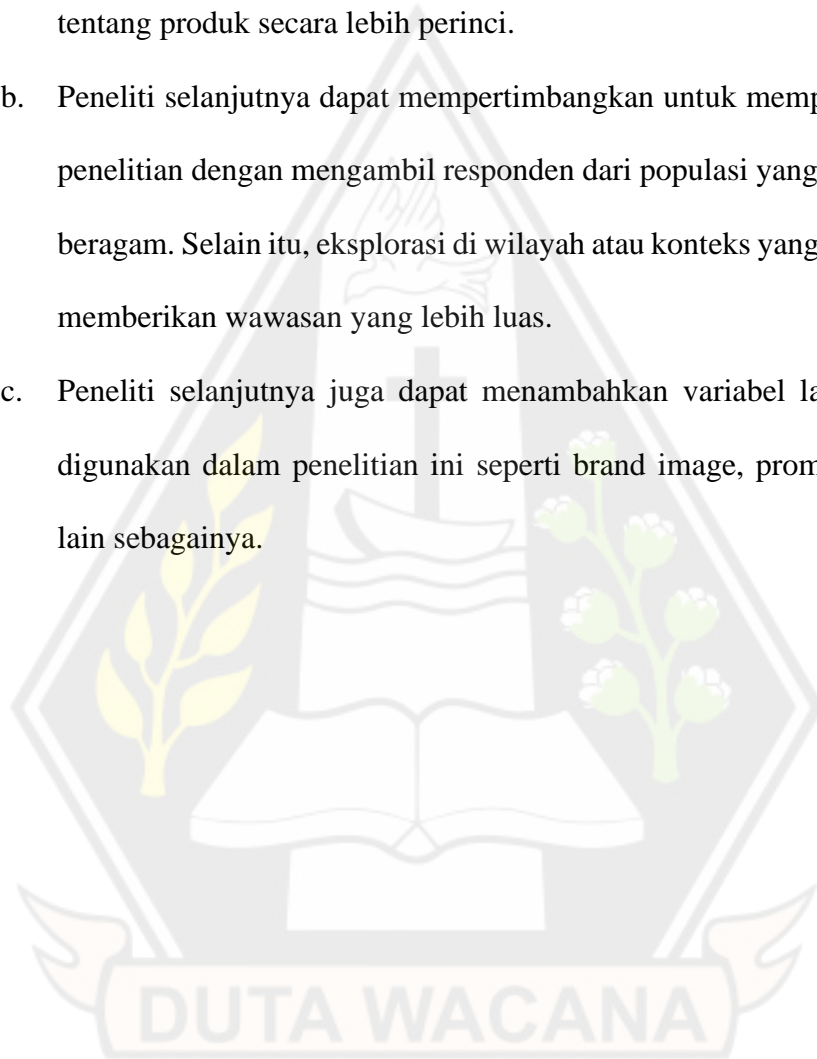 tentang produk secara lebih perinci.
b. Peneliti selanjutnya dapat mempertimbangkan untuk memp
penelitian dengan mengambil responden dari populasi yang
beragam. Selain itu, eksplorasi di wilayah atau konteks yang
memberikan wawasan yang lebih luas.
c. Peneliti selanjutnya juga dapat menambahkan variabel la
digunakan dalam penelitian ini seperti brand image, prom
lain sebagainya.
DUTA WACANA